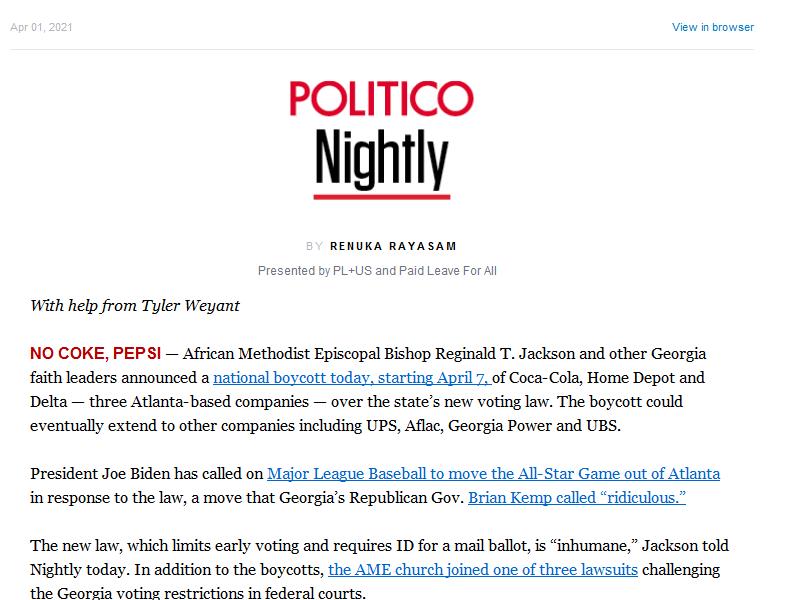 Apr 01, 2021 View in browser
POLITICO
Nightly
BY RENUKA RAYASAM
Presented by PL+US and Paid Leave For All
With help from Tyler Weyant
NO COKE, PEPSI — African Methodist Episcopal Bishop Reginald T. Jackson and other Georgia
faith leaders announced a national boycott today, starting April 7, of Coca-Cola, Home Depot and
Delta — three Atlanta-based companies — over the state’s new voting law. The boycott could
eventually extend to other companies including UPS, Aflac, Georgia Power and UBS.
President Joe Biden has called on Major League Baseball to move the All-Star Game out of Atlanta
in response to the law, a move that Georgia’s Republican Gov. Brian Kemp called “ridiculous.”
The new law, which limits early voting and requires ID for a mail ballot, is “inhumane,” Jackson told
Nightly today. In addition to the boycotts, the AME church joined one of three lawsuits challenging
the Georgia voting restrictions in federal courts.